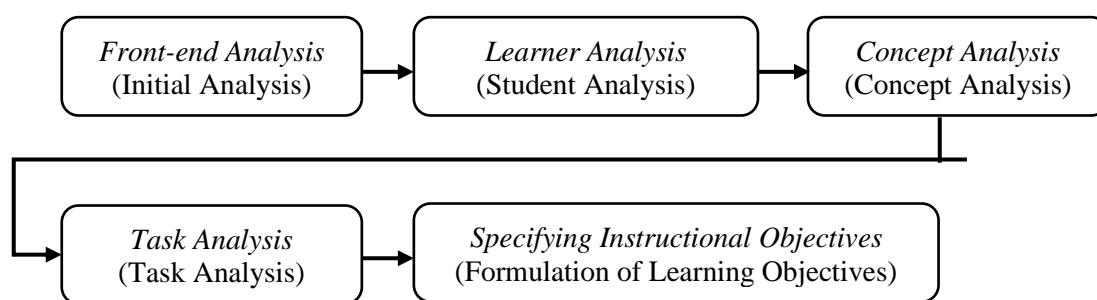 Front-end Analysis
(Initial Analysis)
Learner Analysis
(Student Analysis)
Concept Analysis
(Concept Analysis)
Task Analysis
(Task Analysis)
Specifying Instructional Objectives
(Formulation of Learning Objectives)